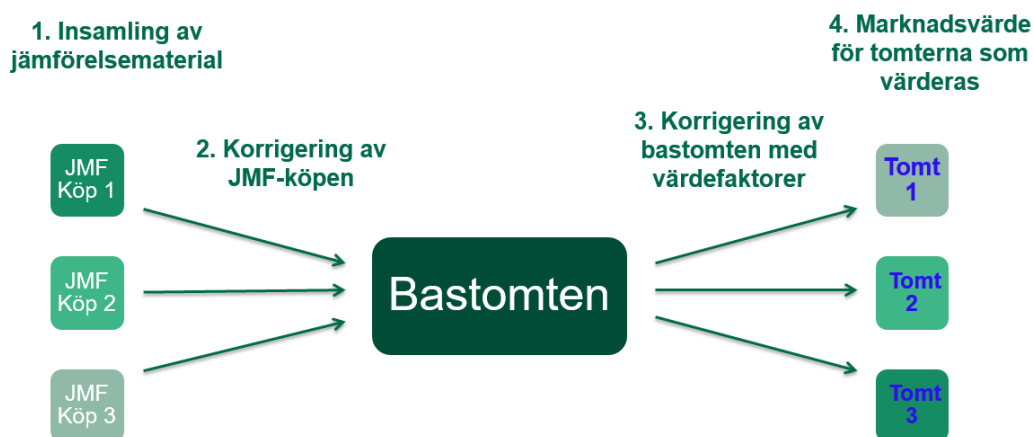 1. Insamling av
jämförelsematerial
2. Korrigering av
JMF-köpen
3. Korrigering av
bastomten med
värdefaktorer
4. Marknadsvärde
för tomterna som
värderas
JMF
Köp 1
JMF
Köp 2
JMF
Köp 3
Bastomten
Tomt
1
Tomt
2
Tomt
3